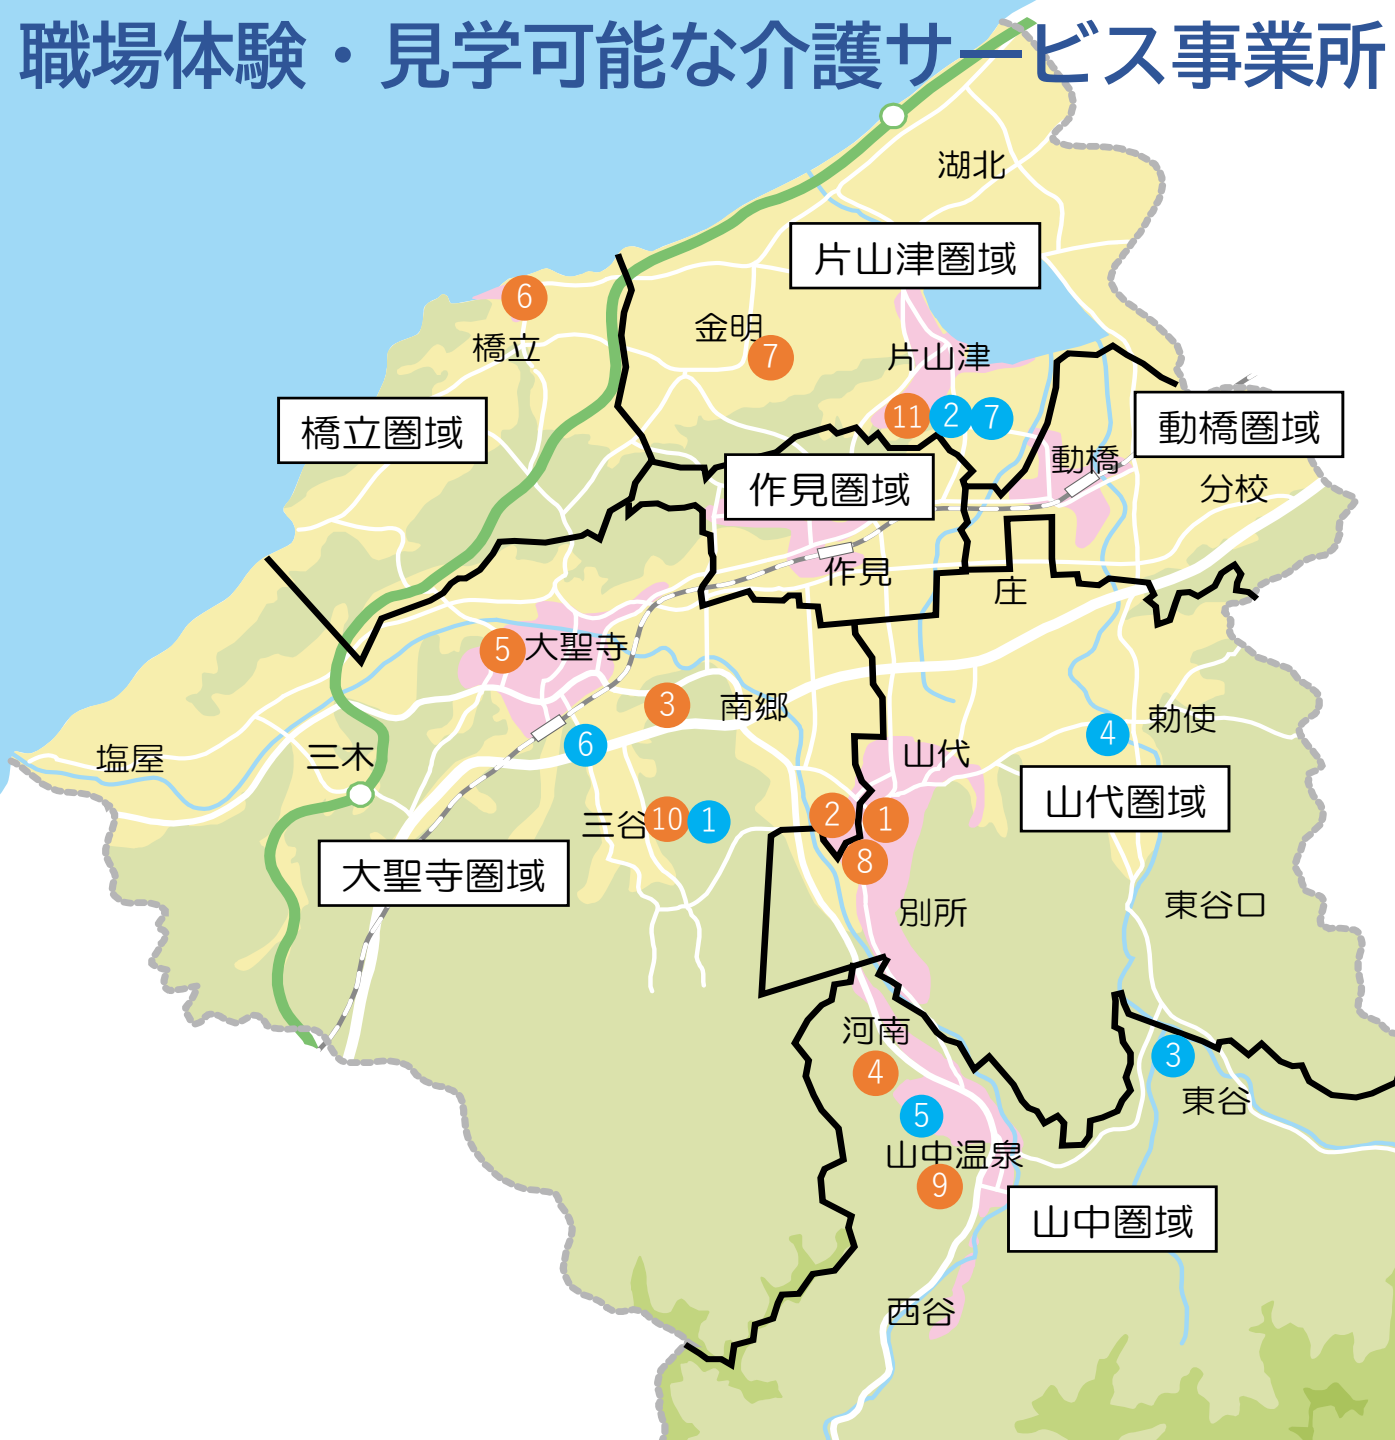 職場体験・見学可能な介護サービス事業所
湖北
片山津圏域
6
橋立
金明
7
片山津
橋立圏域
11
2
7
動橋圏域
動橋
作見圏域
分校
作見
庄
5
大聖寺
3
南郷
6
4
勅使
塩屋
三木
山代
山代圏域
三谷
10
1
2
1
8
大聖寺圏域
別所
東谷口
河南
4
3
東谷
5
山中温泉
9
山中圏域
西谷